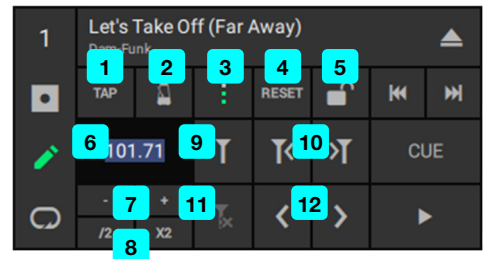 1
Let's Take Off (Far Away)
Dam-Funk
1 2 3 4 5
TAP RESET
6 101.71 9 10 CUE
- 7 + 11 12
/2 8 X2